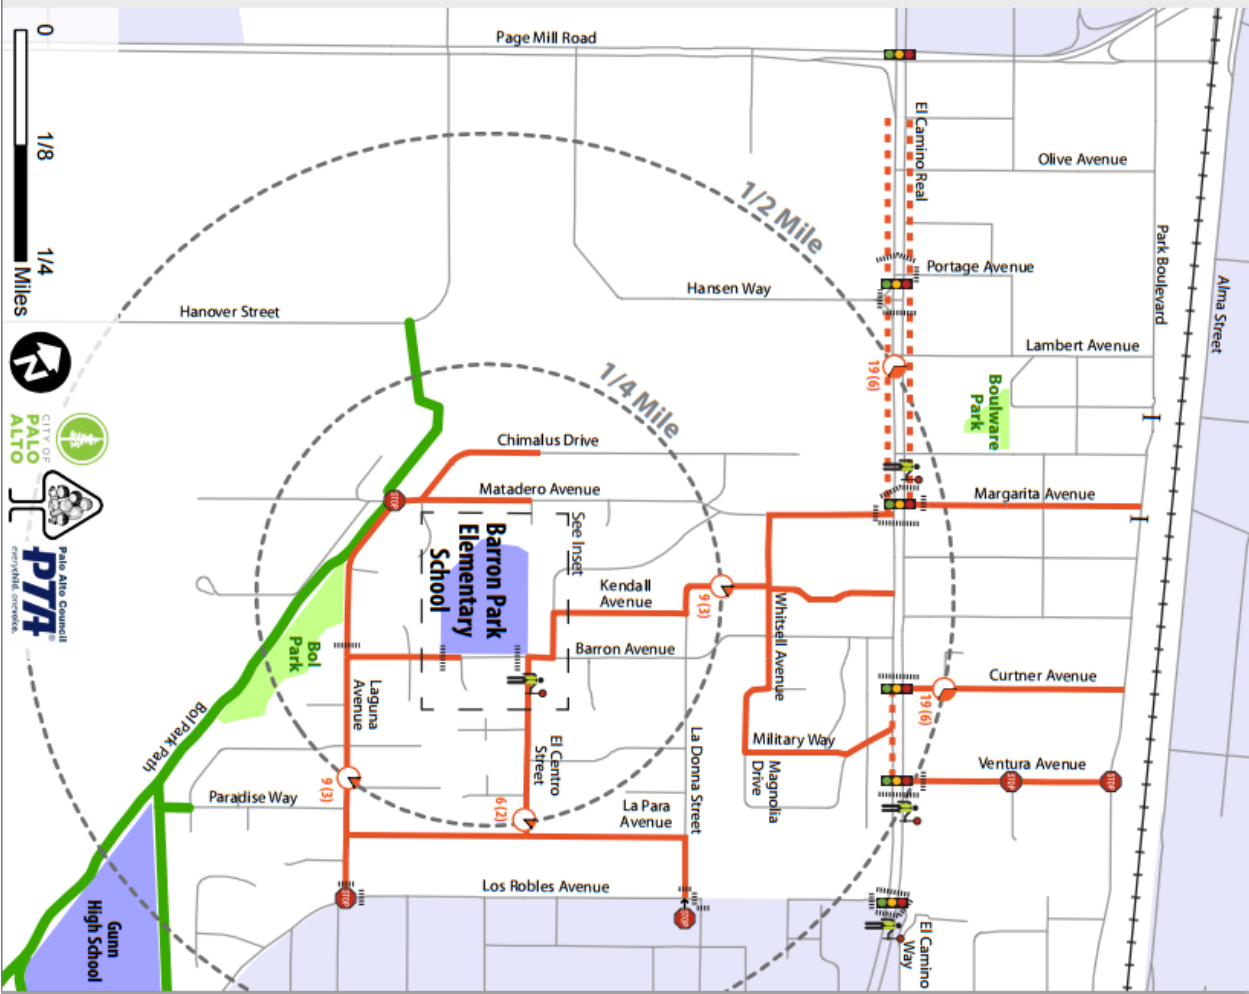 Page Mill Road
0
1/8
1/4
Miles
El Camino Real
Olive Avenue
1/2 Mile
Park Boulevard
Alma Street
Portage Avenue
Hansen Way
Hanover Street
Lambert Avenue
19 (6)
Boulware
Park
N
1/4 Mile
CITY OF
PALO
ALTO
Chimalus Drive
Matadero Avenue
STOP
Margarita Avenue
See Inset
Barron Park
Elementary
School
Palo Alto Council
PTA®
everychild. onevoice.
Kendall
Avenue
9 (3)
Whitsell Avenue
Bol
Park
Barron Avenue
Curtner Avenue
19 (6)
Laguna
Avenue
Bol Park Path
El Centro
Street
La Donna Street
Military Way
Magnolia
Drive
Ventura Avenue
STOP
STOP
9 (3)
Paradise Way
6 (2)
La Para
Avenue
Los Robles Avenue
STOP
STOP
Gunn
High School
El Camino
Way